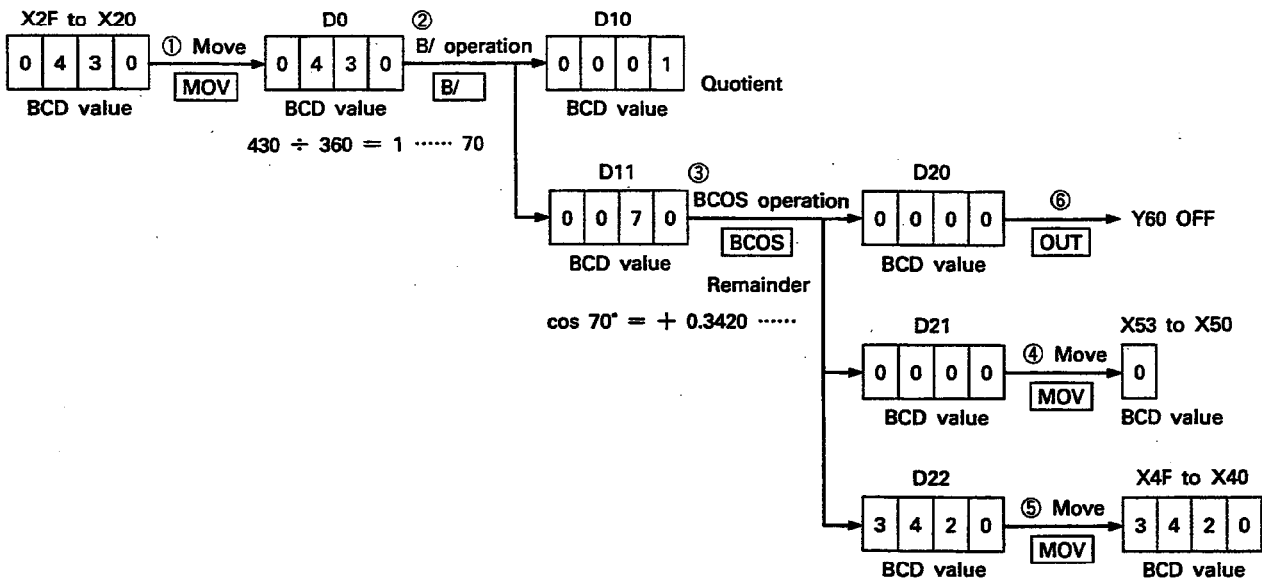 X2F to X20
0 4 3 0
BCD value
① Move
MOV
D0
0 4 3 0
BCD value
430 ÷ 360 = 1 ······ 70
②
B/ operation
B/
D10
0 0 0 1
BCD value
Quotient
D11
0 0 7 0
BCD value
③
BCOS operation
BCOS
Remainder
cos 70° = + 0.3420 ······
D20
0 0 0 0
BCD value
⑥
OUT
Y60 OFF
D21
0 0 0 0
BCD value
④ Move
MOV
X53 to X50
0
BCD value
D22
3 4 2 0
BCD value
⑤ Move
MOV
X4F to X40
3 4 2 0
BCD value